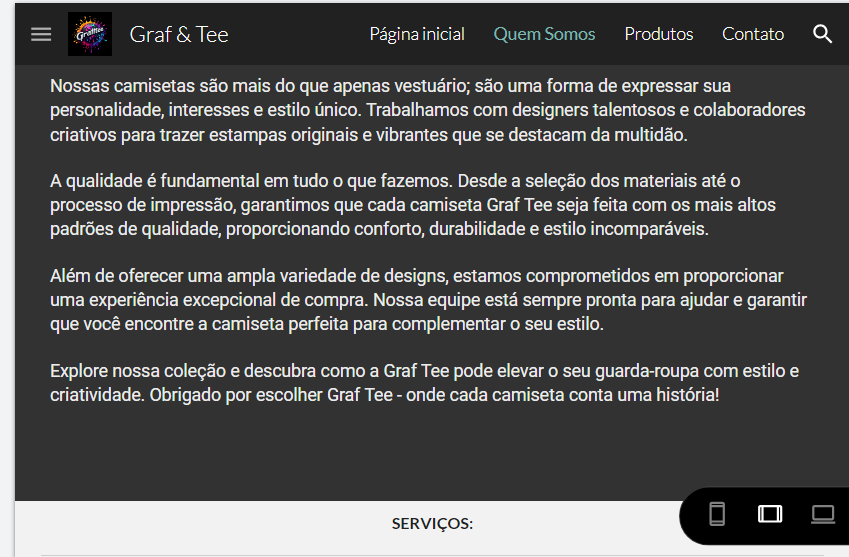 Graffitee
Graf & Tee
Página inicial
Quem Somos
Produtos
Contato
Nossas camisetas são mais do que apenas vestuário; são uma forma de expressar sua
personalidade, interesses e estilo único. Trabalhamos com designers talentosos e colaboradores
criativos para trazer estampas originais e vibrantes que se destacam da multidão.
A qualidade é fundamental em tudo o que fazemos. Desde a seleção dos materiais até o
processo de impressão, garantimos que cada camiseta Graf Tee seja feita com os mais altos
padrões de qualidade, proporcionando conforto, durabilidade e estilo incomparáveis.
Além de oferecer uma ampla variedade de designs, estamos comprometidos em proporcionar
uma experiência excepcional de compra. Nossa equipe está sempre pronta para ajudar e garantir
que você encontre a camiseta perfeita para complementar o seu estilo.
Explore nossa coleção e descubra como a Graf Tee pode elevar o seu guarda-roupa com estilo e
criatividade. Obrigado por escolher Graf Tee - onde cada camiseta conta uma história!
SERVIÇOS: